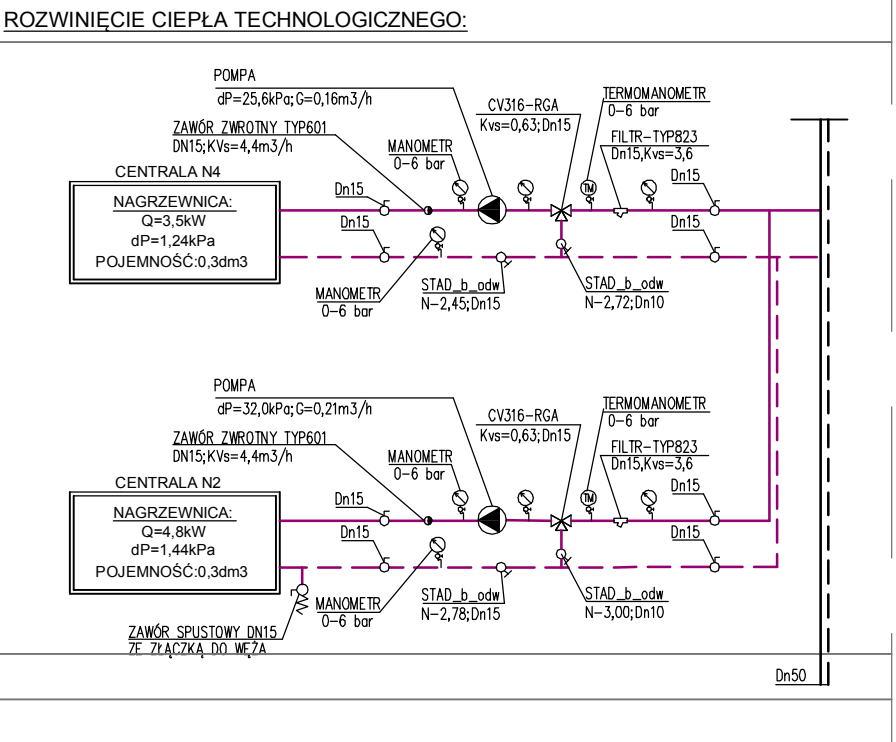 ROZWINIĘCIE CIEPŁA TECHNOLOGICZNEGO:
POMPA
dP=25,6kPa;G=0,16m3/h
ZAWÓR ZWROTNY TYP601
DN15;KVs=4,4m3/h
MANOMETR
0-6 bar
CV316-RGA
Kvs=0,63;Dn15
TERMOMANOMETR
0-6 bar
FILTR-TYP823
Dn15,Kvs=3,6
CENTRALA N4
NAGRZEWNICA:
Q=3,5kW
dP=1,24kPa
POJEMNOŚĆ:0,3dm3
Dn15
Dn15
TM
Dn15
Dn15
MANOMETR
0-6 bar
STAD_b_odw
N-2,45;Dn15
STAD_b_odw
N-2,72;Dn10
POMPA
dP=32,0kPa;G=0,21m3/h
ZAWÓR ZWROTNY TYP601
DN15;KVs=4,4m3/h
MANOMETR
0-6 bar
CV316-RGA
Kvs=0,63;Dn15
TERMOMANOMETR
0-6 bar
FILTR-TYP823
Dn15,Kvs=3,6
CENTRALA N2
NAGRZEWNICA:
Q=4,8kW
dP=1,44kPa
POJEMNOŚĆ:0,3dm3
Dn15
Dn15
TM
Dn15
Dn15
MANOMETR
0-6 bar
STAD_b_odw
N-2,78;Dn15
STAD_b_odw
N-3,00;Dn10
ZAWÓR SPUSTOWY DN15
ZE ZŁĄCZKĄ DO WĘŻA
Dn50